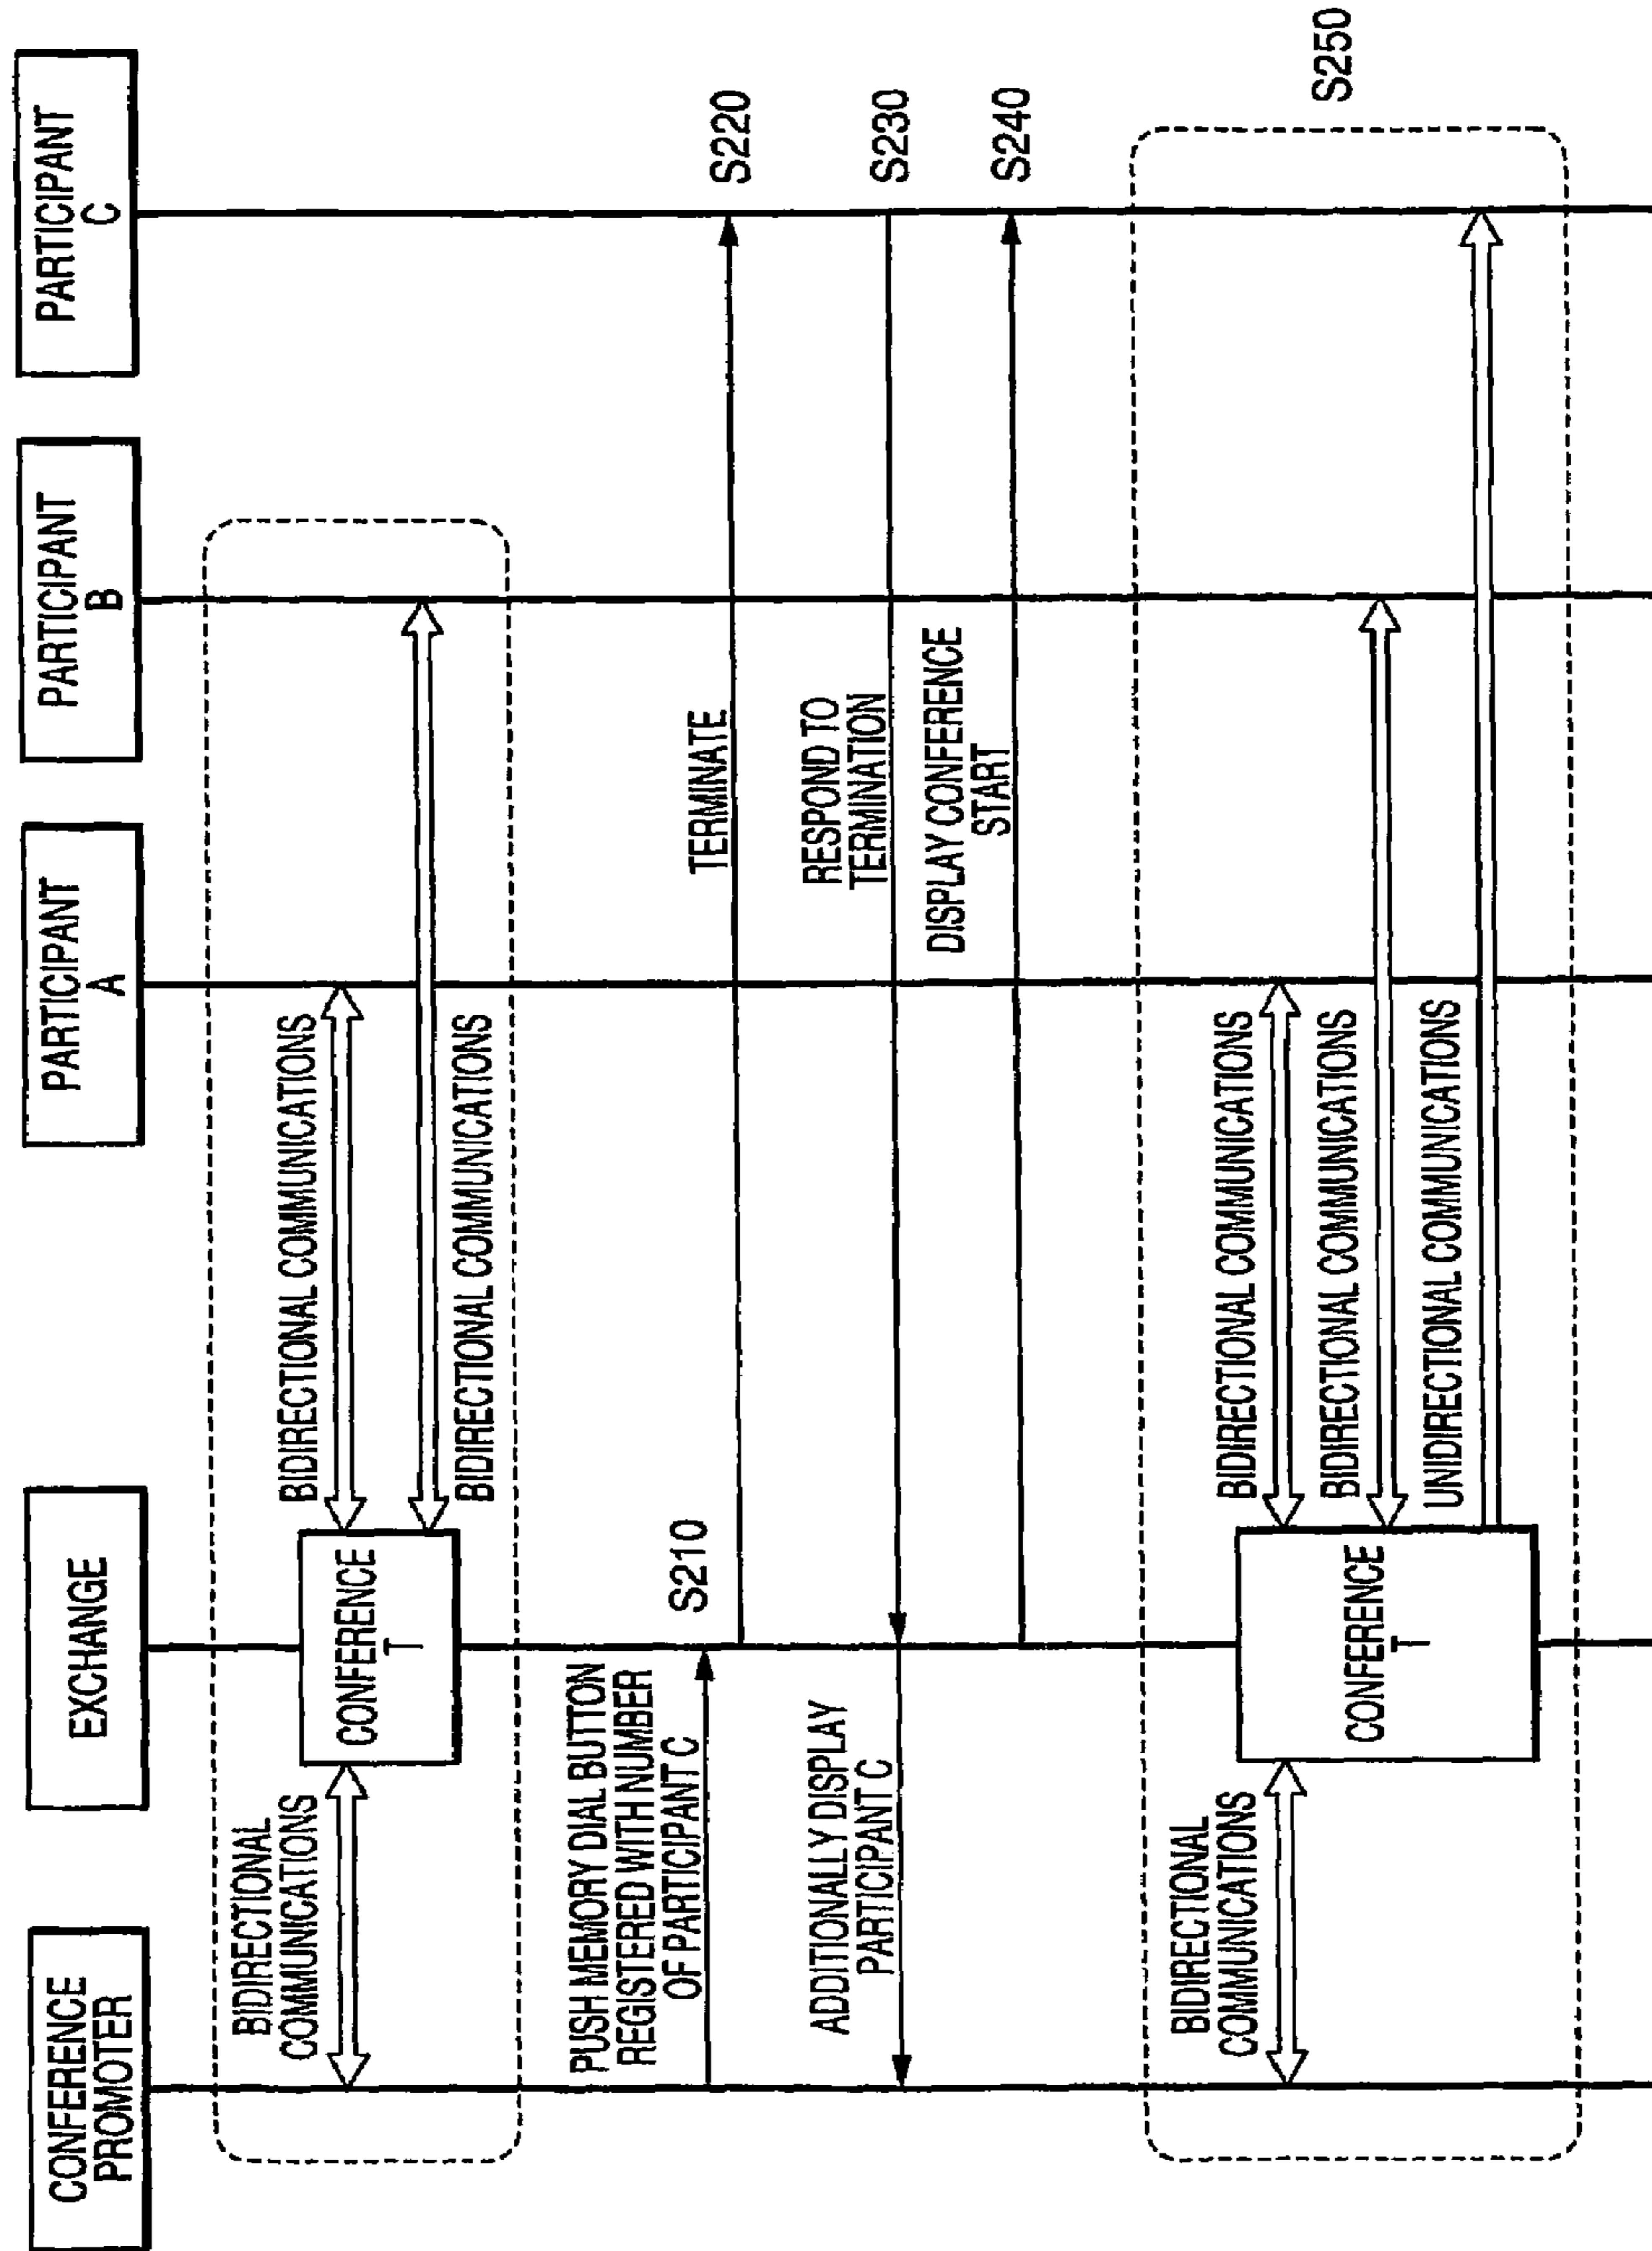 CONFERENCE
PROMOTER
EXCHANGE
PARTICIPANT
A
PARTICIPANT
B
PARTICIPANT
C
BIDIRECTIONAL
COMMUNICATIONS
CONFERENCE
T
BIDIRECTIONAL COMMUNICATIONS
BIDIRECTIONAL COMMUNICATIONS
PUSH MEMORY DIAL BUTTON
REGISTERED WITH NUMBER
OF PARTICIPANT C
S210
TERMINATE
S220
ADDITIONALLY DISPLAY
PARTICIPANT C
RESPOND TO
TERMINATION
S230
DISPLAY CONFERENCE
START
S240
BIDIRECTIONAL
COMMUNICATIONS
CONFERENCE
T
BIDIRECTIONAL COMMUNICATIONS
BIDIRECTIONAL COMMUNICATIONS
UNIDIRECTIONAL COMMUNICATIONS
S250